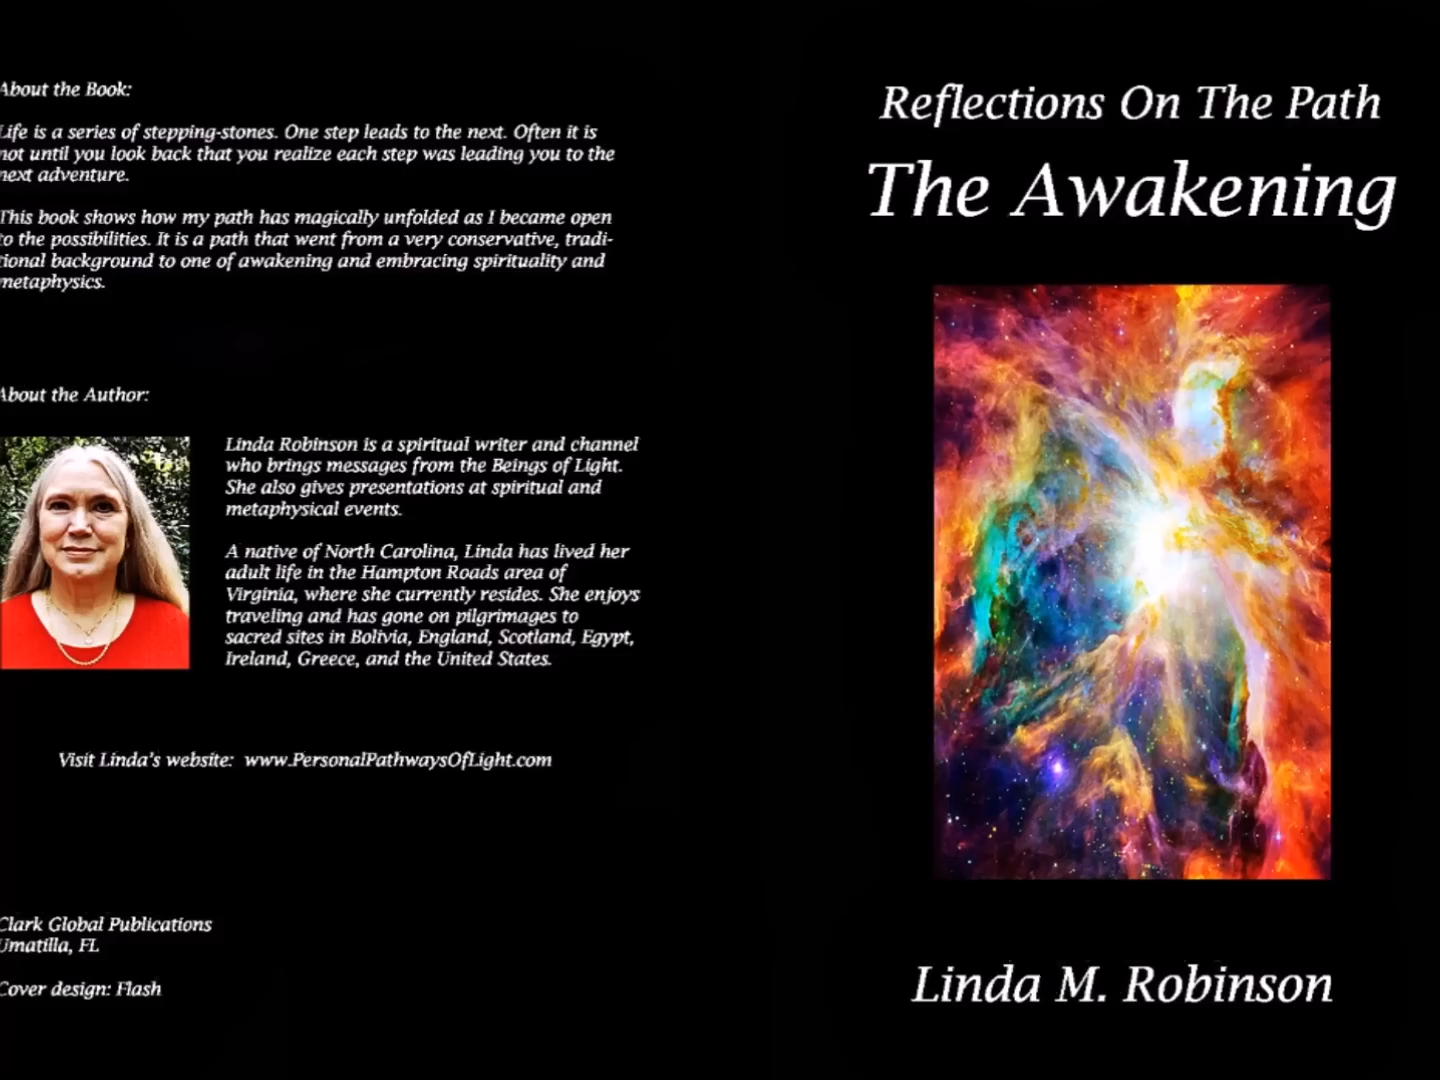 About the Book:
Life is a series of stepping-stones. One step leads to the next. Often it is
not until you look back that you realize each step was leading you to the
next adventure.
This book shows how my path has magically unfolded as I became open
to the possibilities. It is a path that went from a very conservative, tradi-
tional background to one of awakening and embracing spirituality and
metaphysics.
About the Author:
Linda Robinson is a spiritual writer and channel
who brings messages from the Beings of Light.
She also gives presentations at spiritual and
metaphysical events.
A native of North Carolina, Linda has lived her
adult life in the Hampton Roads area of
Virginia, where she currently resides. She enjoys
traveling and has gone on pilgrimages to
sacred sites in Bolivia, England, Scotland, Egypt,
Ireland, Greece, and the United States.
Visit Linda's website: www.PersonalPathwaysOfLight.com
Clark Global Publications
Umatilla, FL
Cover design: Flash
Reflections On The Path
The Awakening
Linda M. Robinson